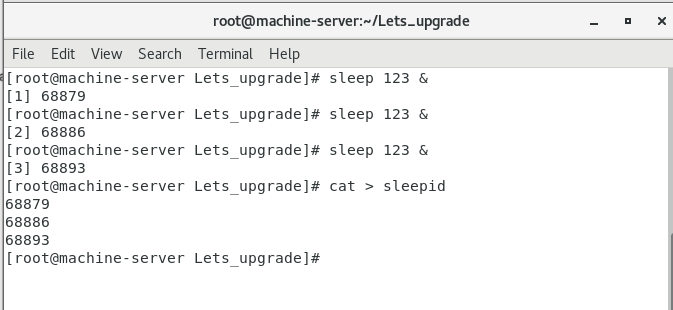 root@machine-server:~/Lets_upgrade
File Edit View Search Terminal Help
[root@machine-server Lets_upgrade]# sleep 123 &
[1] 68879
[root@machine-server Lets_upgrade]# sleep 123 &
[2] 68886
[root@machine-server Lets_upgrade]# sleep 123 &
[3] 68893
[root@machine-server Lets_upgrade]# cat > sleepid
68879
68886
68893
[root@machine-server Lets_upgrade]#